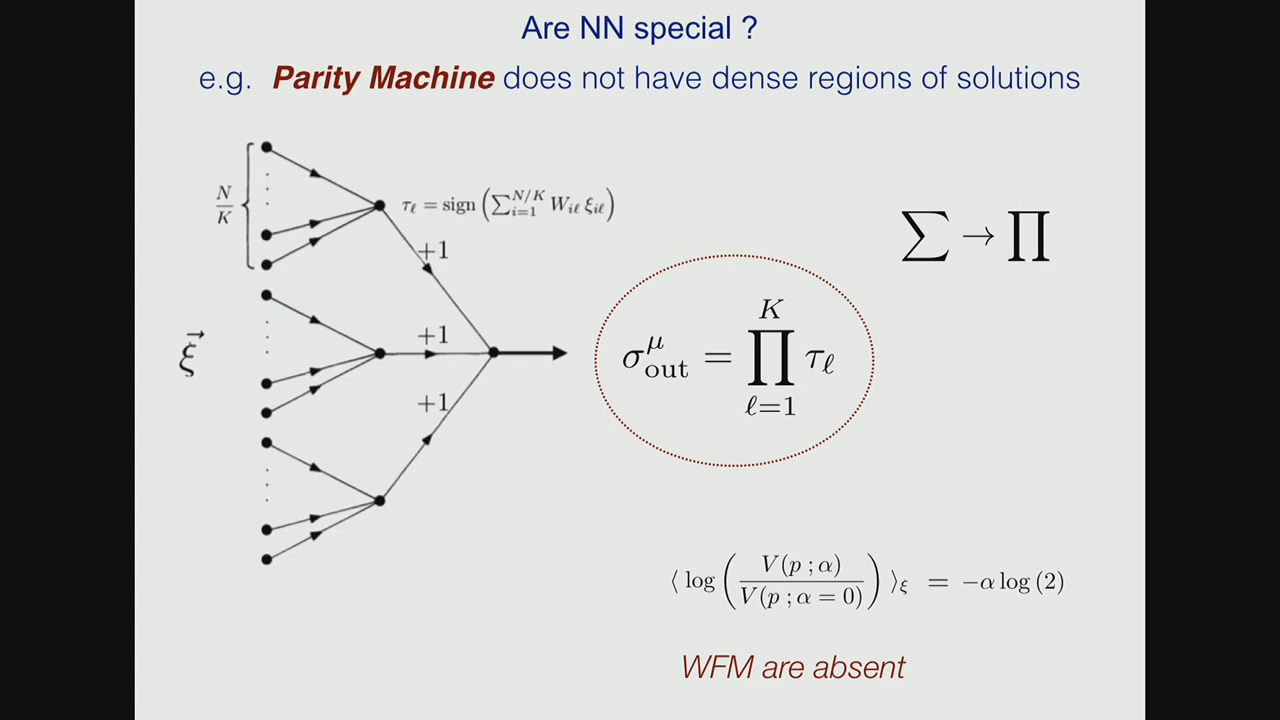 Are NN special ?
e.g. Parity Machine does not have dense regions of solutions
N/K
τ_ℓ = sign ( ∑_{i=1}^{N/K} W_{iℓ} ξ_{iℓ} )
∑ → ∏
+1
+1
+1
ξ⃗
σ^μ_out = ∏_{ℓ=1}^{K} τ_ℓ
⟨ log ( V(p ; α) / V(p ; α = 0) ) ⟩_ξ = −α log (2)
WFM are absent